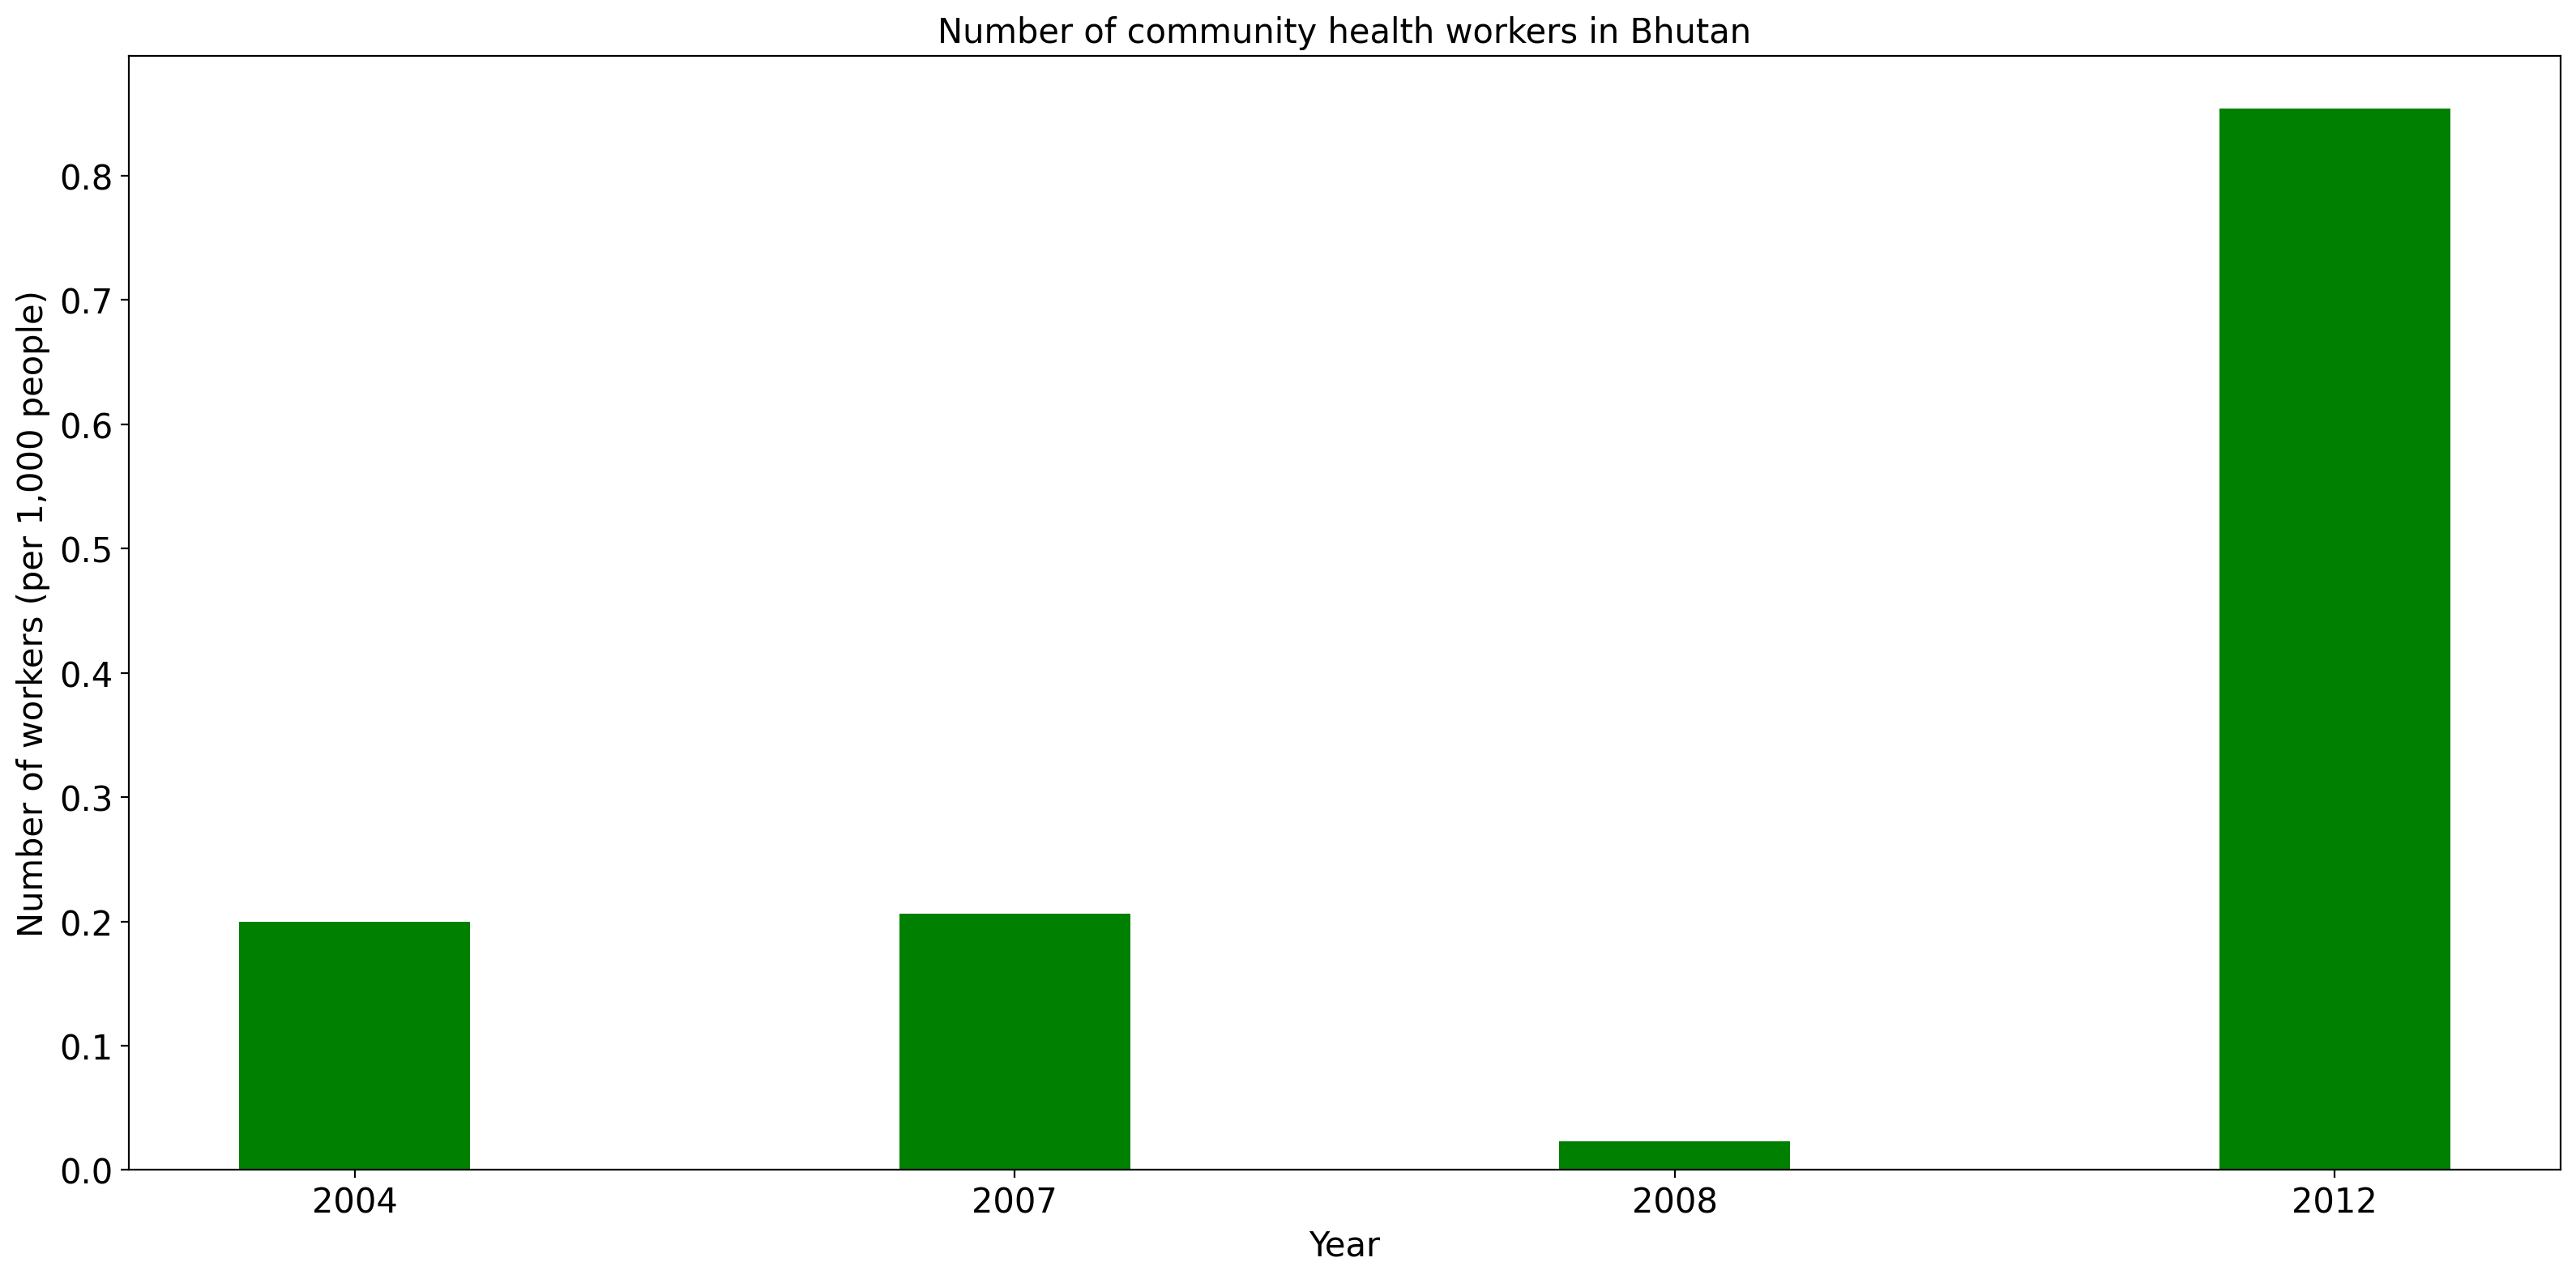 Number of community health workers in Bhutan
Number of workers (per 1,000 people)
0.8
0.7
0.6
0.5
0.4
0.3
0.2
0.1
0.0
2004 2007 2008 2012
Year